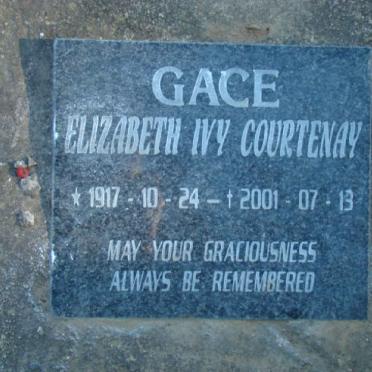 GACE
ELIZABETH IVY COURTENAY
★ 1917 - 10 - 24 - † 2001 - 07 - 13
MAY YOUR GRACIOUSNESS
ALWAYS BE REMEMBERED